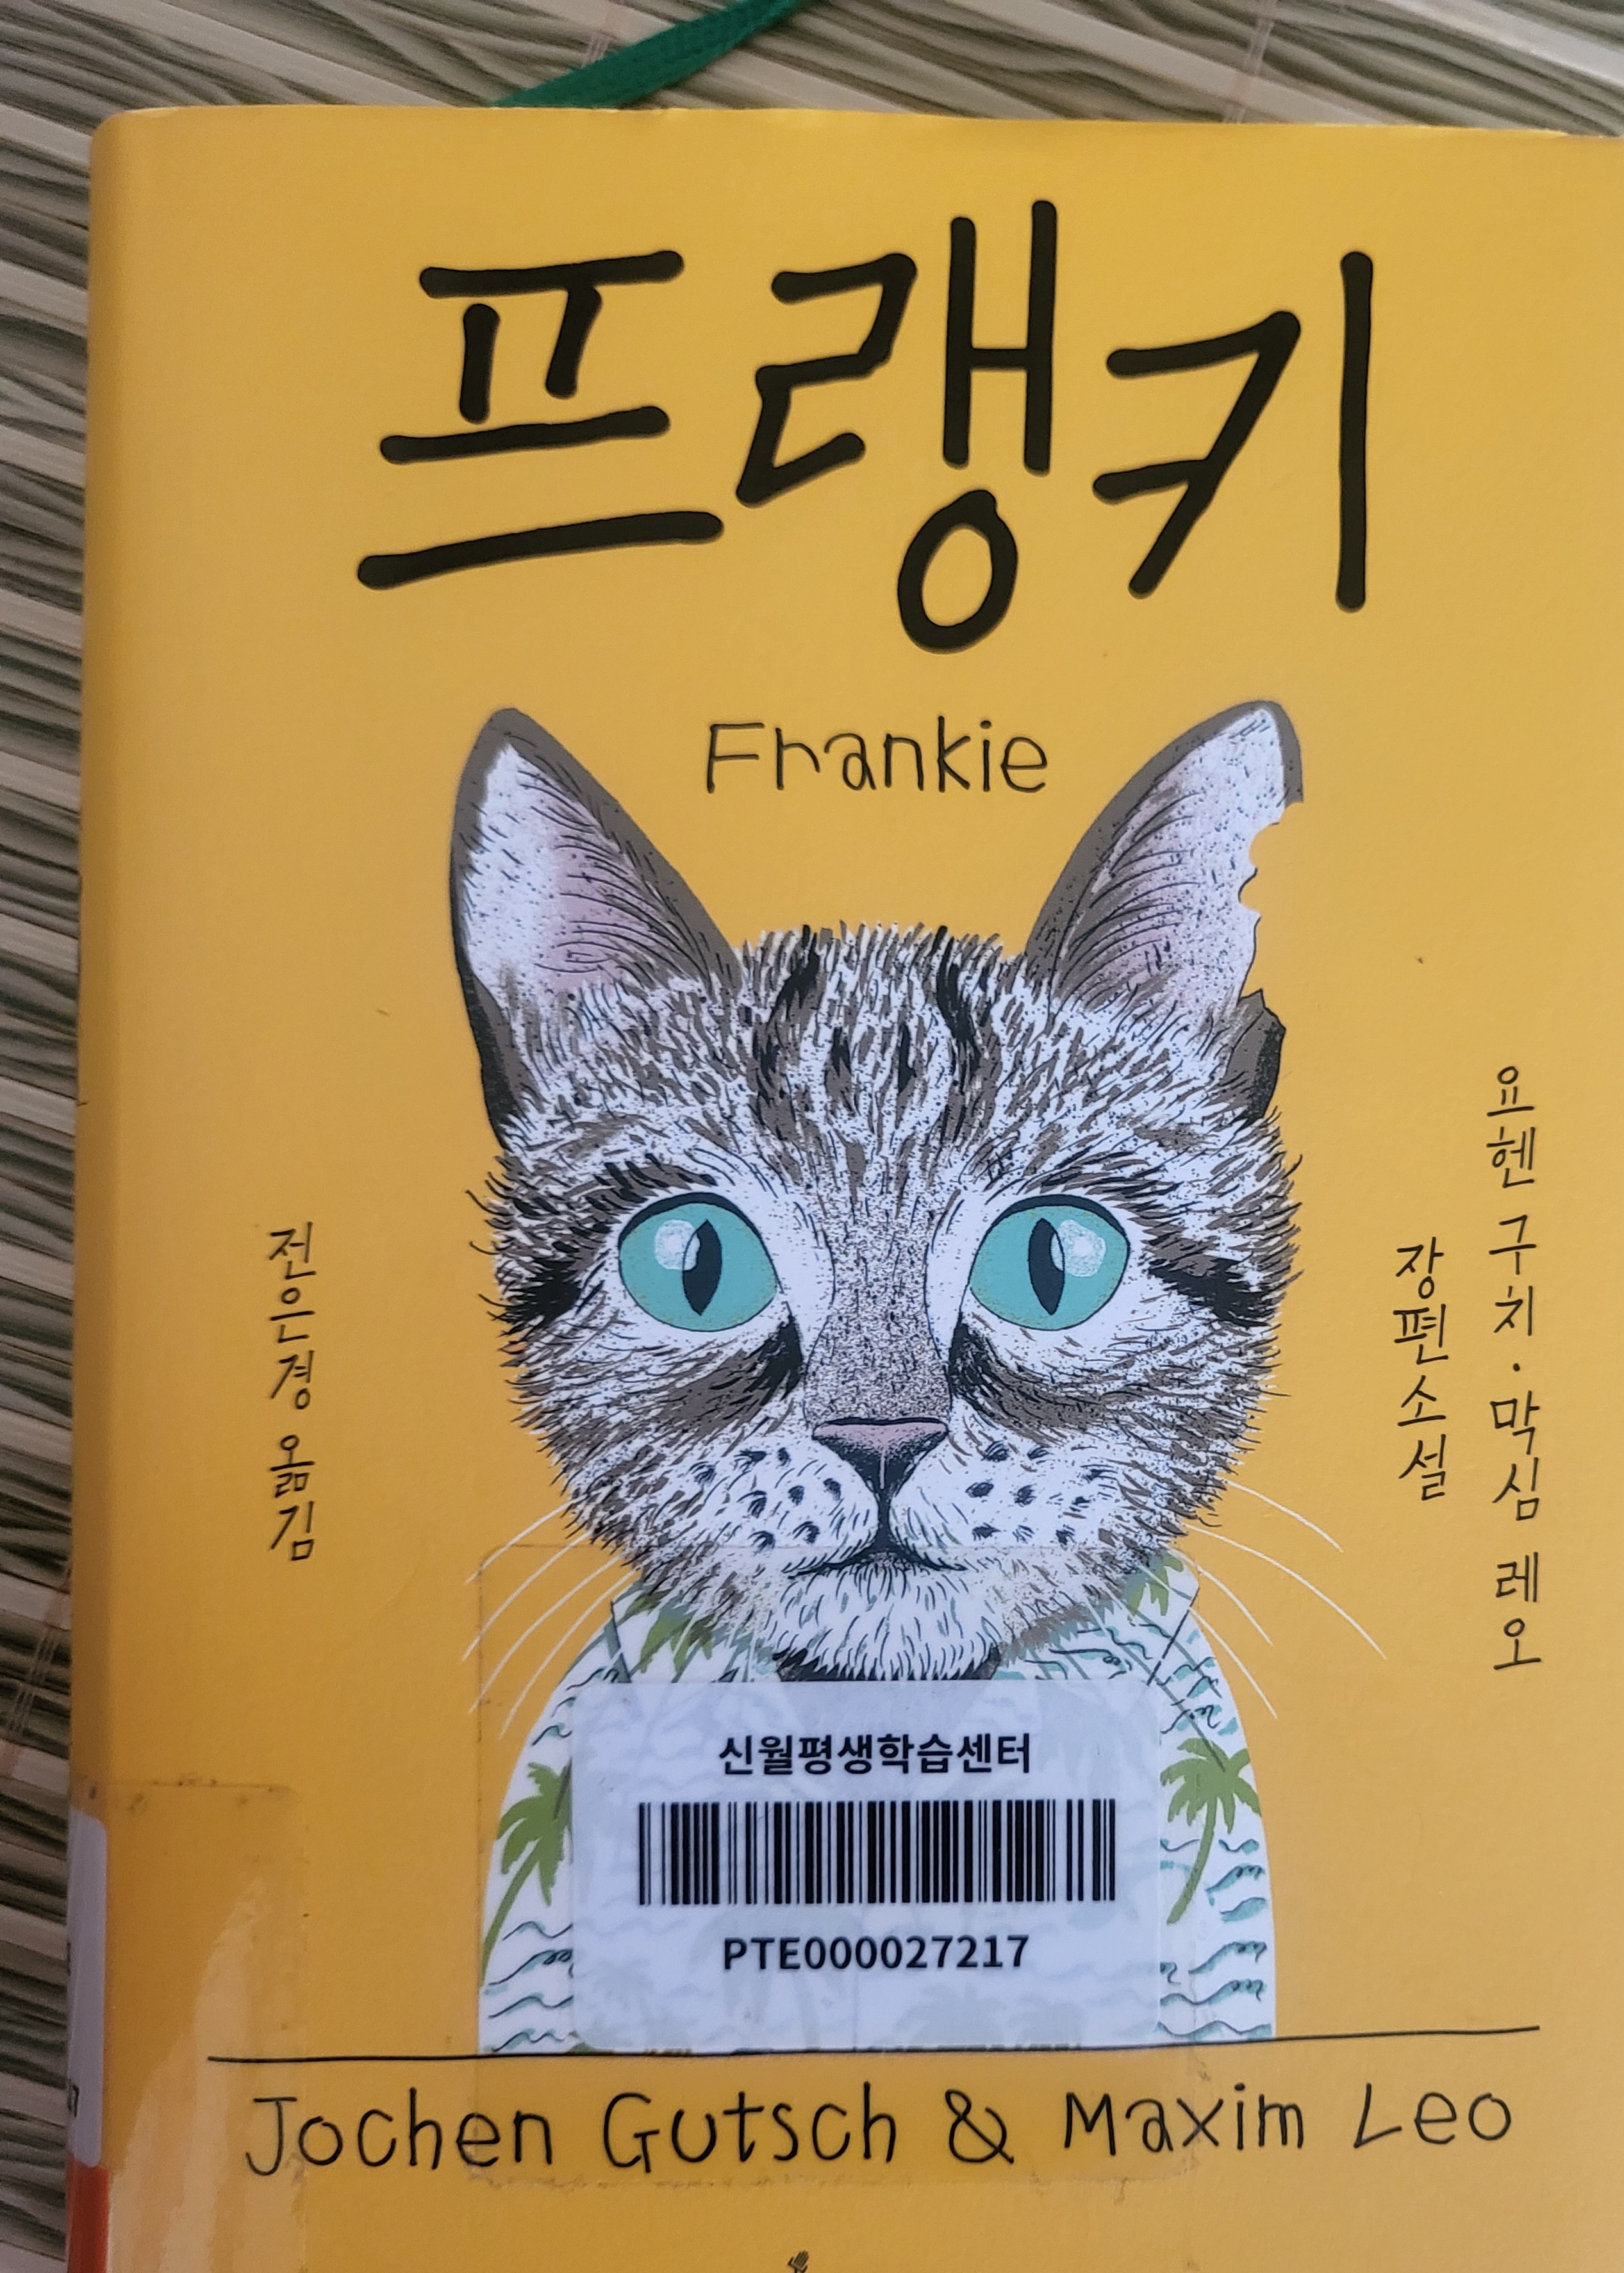 프랭키
Frankie
요헨 구치·막심 레오
장편소설
전은경 옮김
신월평생학습센터
PTE000027217
Jochen Gutsch & Maxim Leo